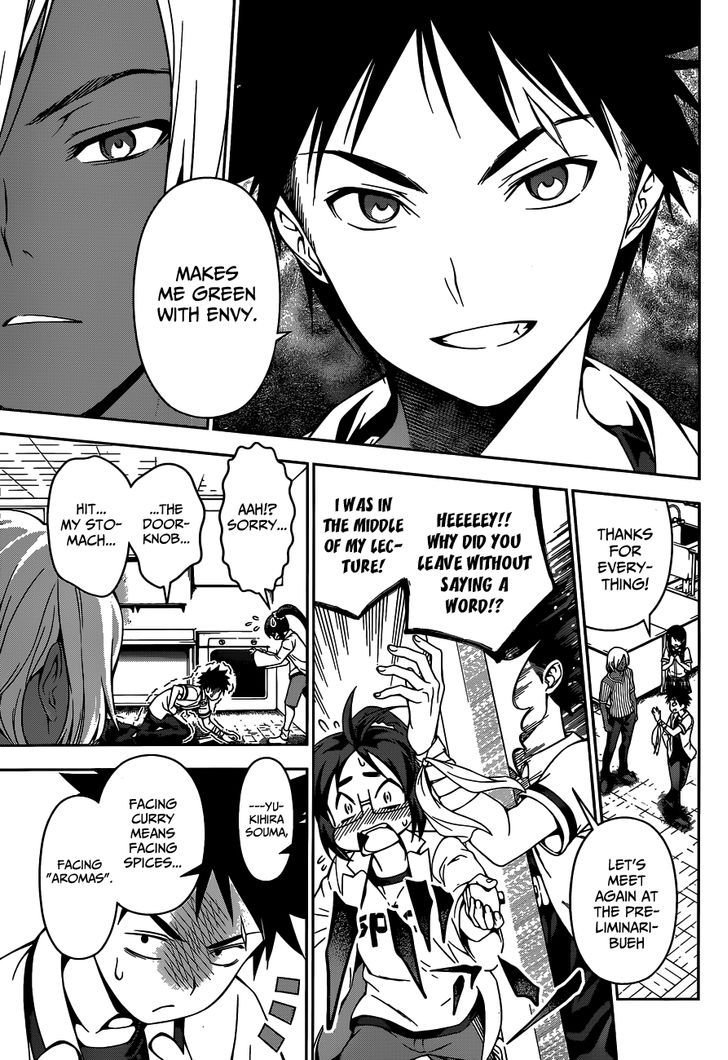 MAKES
ME GREEN
WITH ENVY.
THANKS
FOR
EVERY-
THING!
LET'S
MEET
AGAIN AT
THE PRE-
LIMINARI-
BUEH
HEEEEEY!!
WHY DID YOU
LEAVE WITHOUT
SAYING A
WORD!?
I WAS IN
THE MIDDLE
OF MY LEC-
TURE!
AAH!?
SORRY...
...THE
DOOR-
KNOB...
HIT...
MY STO-
MACH...
----YU-
KIHIRA
SOUMA,
FACING
CURRY
MEANS
FACING
SPICES...
FACING
"AROMAS".